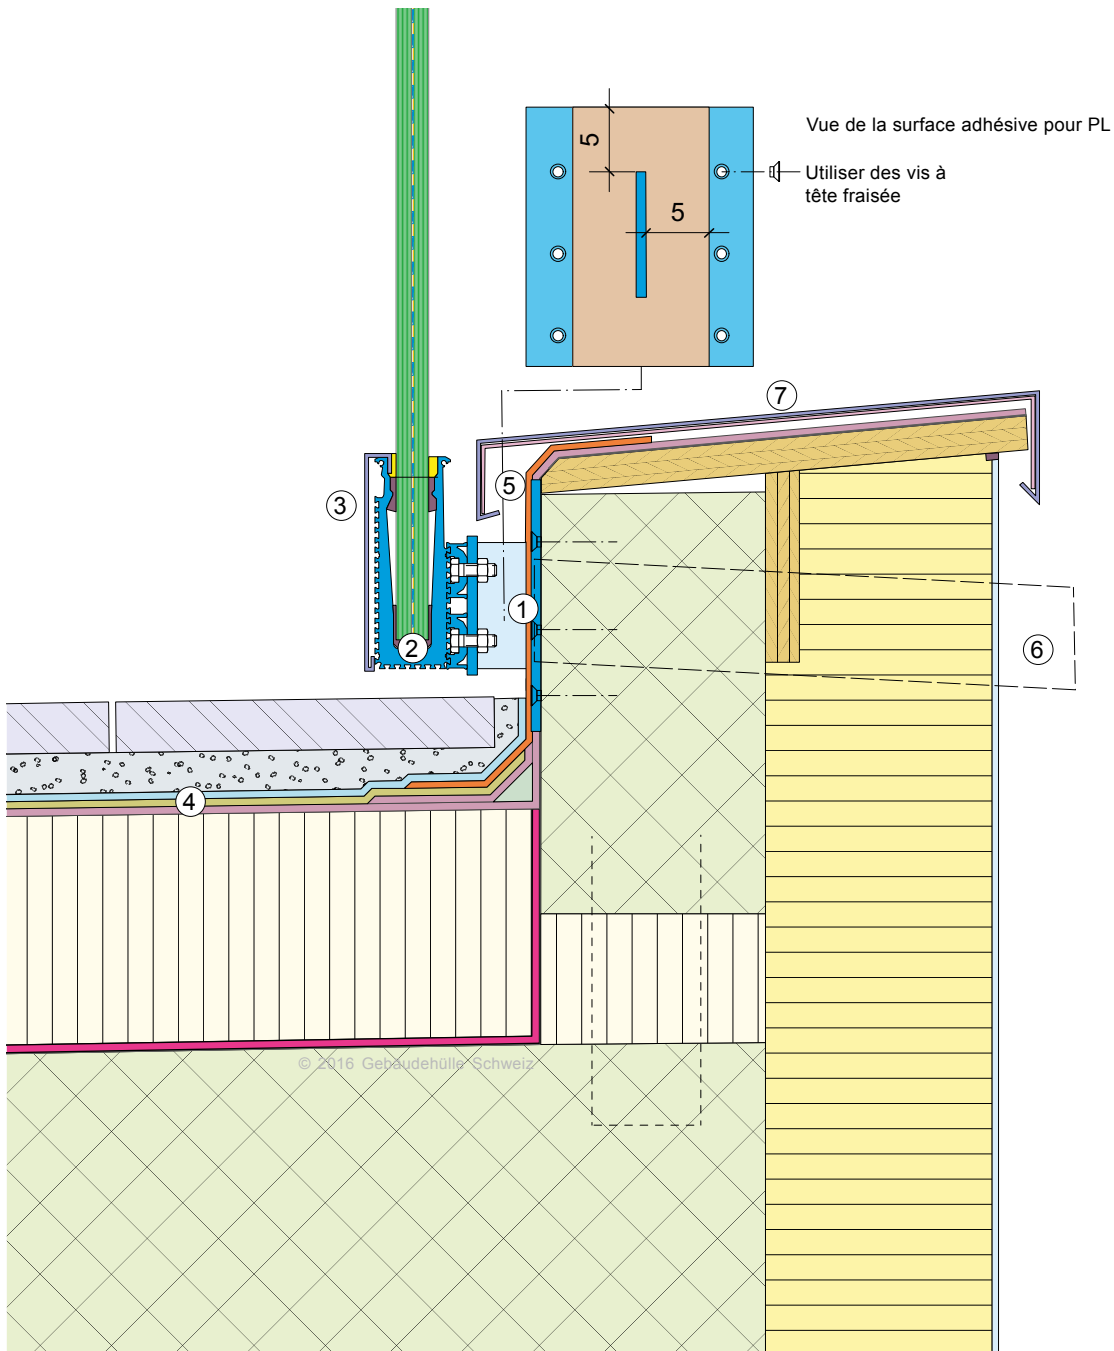 Vue de la surface adhésive pour PL
5
Utiliser des vis à
tête fraisée
5
7
5
3
1
2
6
4
© 2016 Gebäudehülle Schweiz